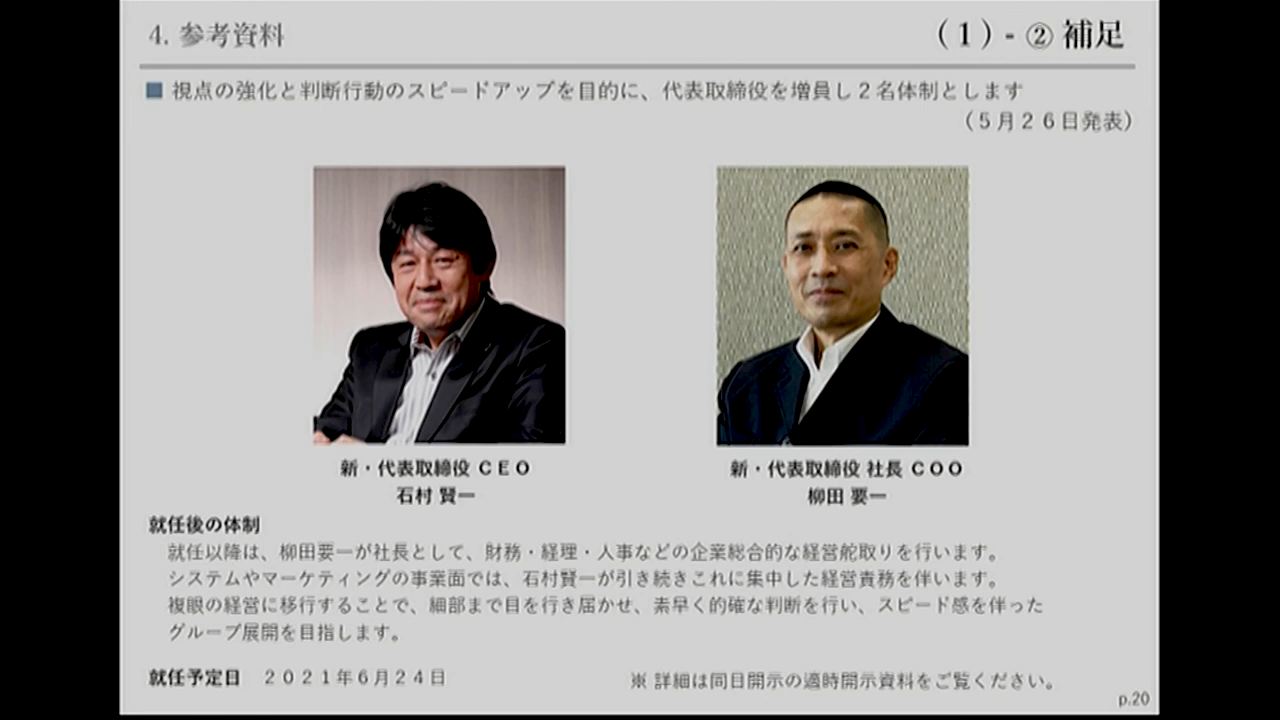 4. 参考資料
(1) - ② 補足
■ 視点の強化と判断行動のスピードアップを目的に、代表取締役を増員し２名体制とします
（５月２６日発表）
新・代表取締役 ＣＥＯ
石村 賢一
新・代表取締役 社長 ＣＯＯ
柳田 要一
就任後の体制
就任以降は、柳田要一が社長として、財務・経理・人事などの企業総合的な経営舵取りを行います。
システムやマーケティングの事業面では、石村賢一が引き続きこれに集中した経営責務を伴います。
複眼の経営に移行することで、細部まで目を行き届かせ、素早く的確な判断を行い、スピード感を伴った
グループ展開を目指します。
就任予定日　２０２１年６月２４日
※ 詳細は同日開示の適時開示資料をご覧ください。
p.20